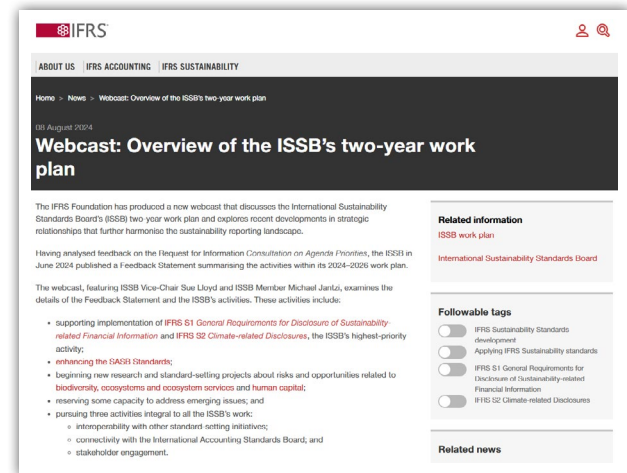 IFRS
ABOUT US IFRS ACCOUNTING IFRS SUSTAINABILITY
Home > News > Webcast: Overview of the ISSB's two-year work plan
08 August 2024
Webcast: Overview of the ISSB's two-year work
plan
The IFRS Foundation has produced a new webcast that discusses the International Sustainability
Standards Board's (ISSB) two-year work plan and explores recent developments in strategic
relationships that further harmonise the sustainability reporting landscape.
Having analysed feedback on the Request for Information Consultation on Agenda Priorities, the ISSB in
June 2024 published a Feedback Statement summarising the activities within its 2024–2026 work plan.
The webcast, featuring ISSB Vice-Chair Sue Lloyd and ISSB Member Michael Jantzi, examines the
details of the Feedback Statement and the ISSB's activities. These activities include:
• supporting implementation of IFRS S1 General Requirements for Disclosure of Sustainability-
related Financial Information and IFRS S2 Climate-related Disclosures, the ISSB's highest-priority
activity;
• enhancing the SASB Standards;
• beginning new research and standard-setting projects about risks and opportunities related to
biodiversity, ecosystems and ecosystem services and human capital;
• reserving some capacity to address emerging issues; and
• pursuing three activities integral to all the ISSB's work:
○ interoperability with other standard-setting initiatives;
○ connectivity with the International Accounting Standards Board; and
○ stakeholder engagement.
Related information
ISSB work plan
International Sustainability Standards Board
Followable tags
IFRS Sustainability Standards
development
Applying IFRS Sustainability standards
IFRS S1 General Requirements for
Disclosure of Sustainability-related
Financial Information
IFRS S2 Climate-related Disclosures
Related news